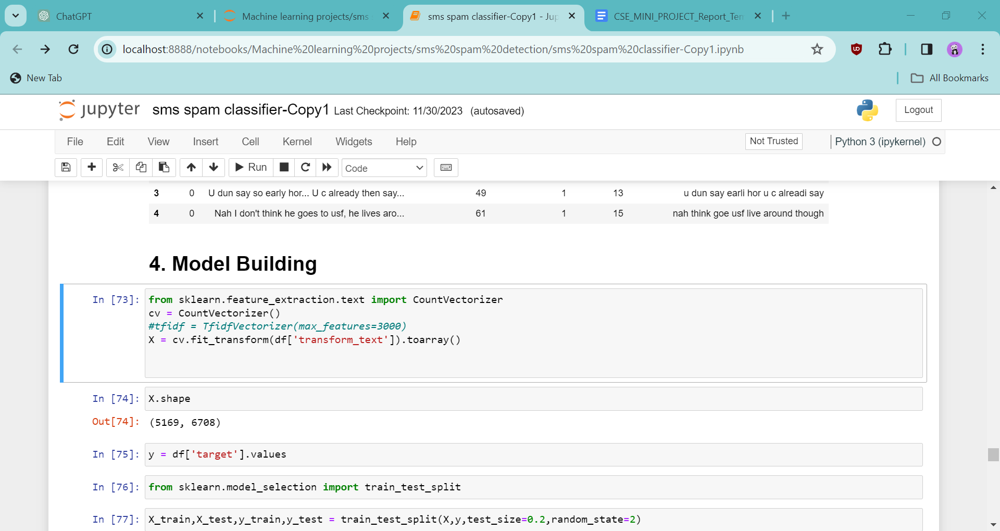 ChatGPT
Machine learning projects/sms
sms spam classifier-Copy1 - Jup
CSE_MINI_PROJECT_Report_Ten
localhost:8888/notebooks/Machine%20learning%20projects/sms%20spam%20detection/sms%20spam%20classifier-Copy1.ipynb
New Tab
All Bookmarks
jupyter sms spam classifier-Copy1 Last Checkpoint: 11/30/2023 (autosaved)
Logout
File Edit View Insert Cell Kernel Widgets Help
Not Trusted
Python 3 (ipykernel)
Run
Code
3 0 U dun say so early hor... U c already then say... 49 1 13 u dun say earli hor u c alreadi say
4 0 Nah I don't think he goes to usf, he lives aro... 61 1 15 nah think goe usf live around though
4. Model Building
In [73]: from sklearn.feature_extraction.text import CountVectorizer
cv = CountVectorizer()
#tfidf = TfidfVectorizer(max_features=3000)
X = cv.fit_transform(df['transform_text']).toarray()
In [74]: X.shape
Out[74]: (5169, 6708)
In [75]: y = df['target'].values
In [76]: from sklearn.model_selection import train_test_split
In [77]: X_train,X_test,y_train,y_test = train_test_split(X,y,test_size=0.2,random_state=2)